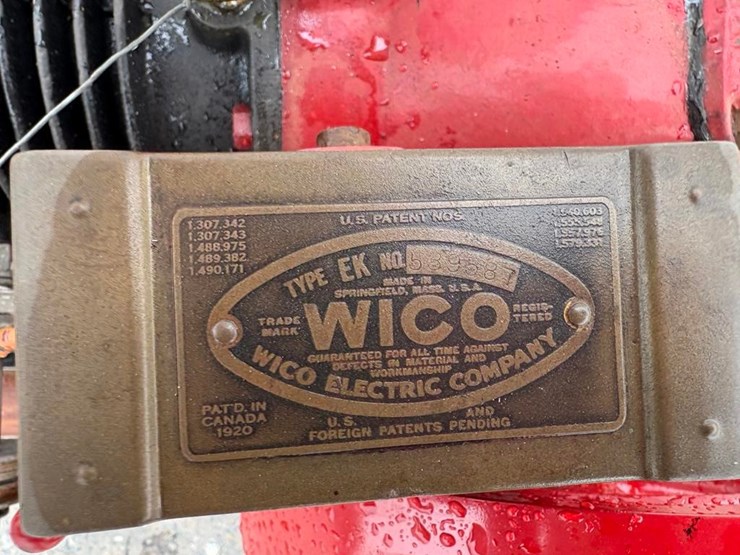 U.S. PATENT NOS.
1,307,342
1,307,343
1,488,975
1,489,382
1,490,171
1,540,603
1,557,976
1,579,331
TYPE EK NO.
MADE IN
SPRINGFIELD, MASS. U.S.A.
TRADE
MARK
WICO
REGIS-
TERED
GUARANTEED FOR ALL TIME AGAINST
DEFECTS IN MATERIAL AND
WORKMANSHIP
WICO ELECTRIC COMPANY
PAT'D. IN
CANADA
1920
U.S. AND
FOREIGN PATENTS PENDING